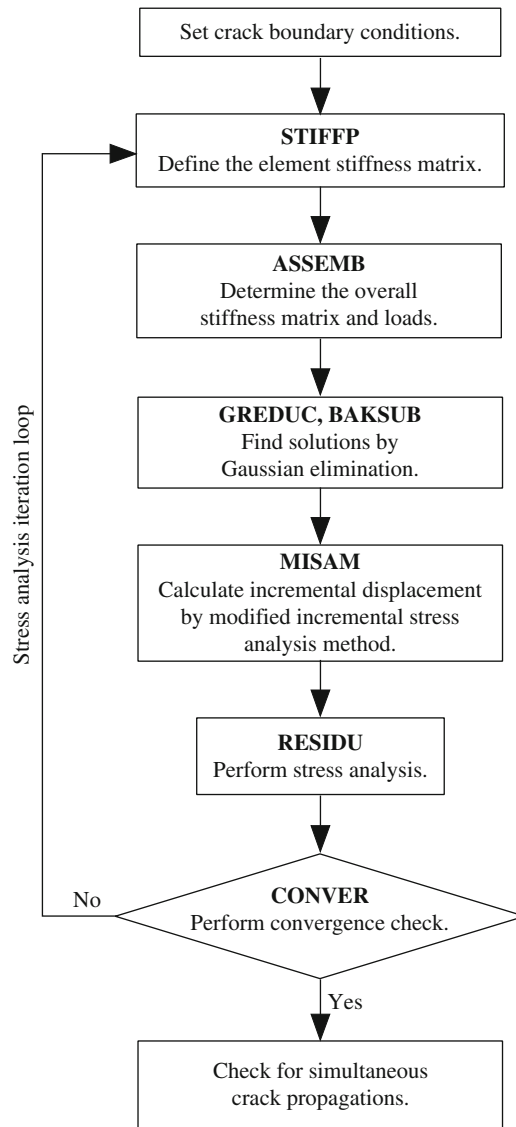 Set crack boundary conditions.
STIFFP
Define the element stiffness matrix.
ASSEMB
Determine the overall
stiffness matrix and loads.
GREDUC, BAKSUB
Find solutions by
Gaussian elimination.
MISAM
Calculate incremental displacement
by modified incremental stress
analysis method.
RESIDU
Perform stress analysis.
CONVER
Perform convergence check.
No
Yes
Check for simultaneous
crack propagations.
Stress analysis iteration loop